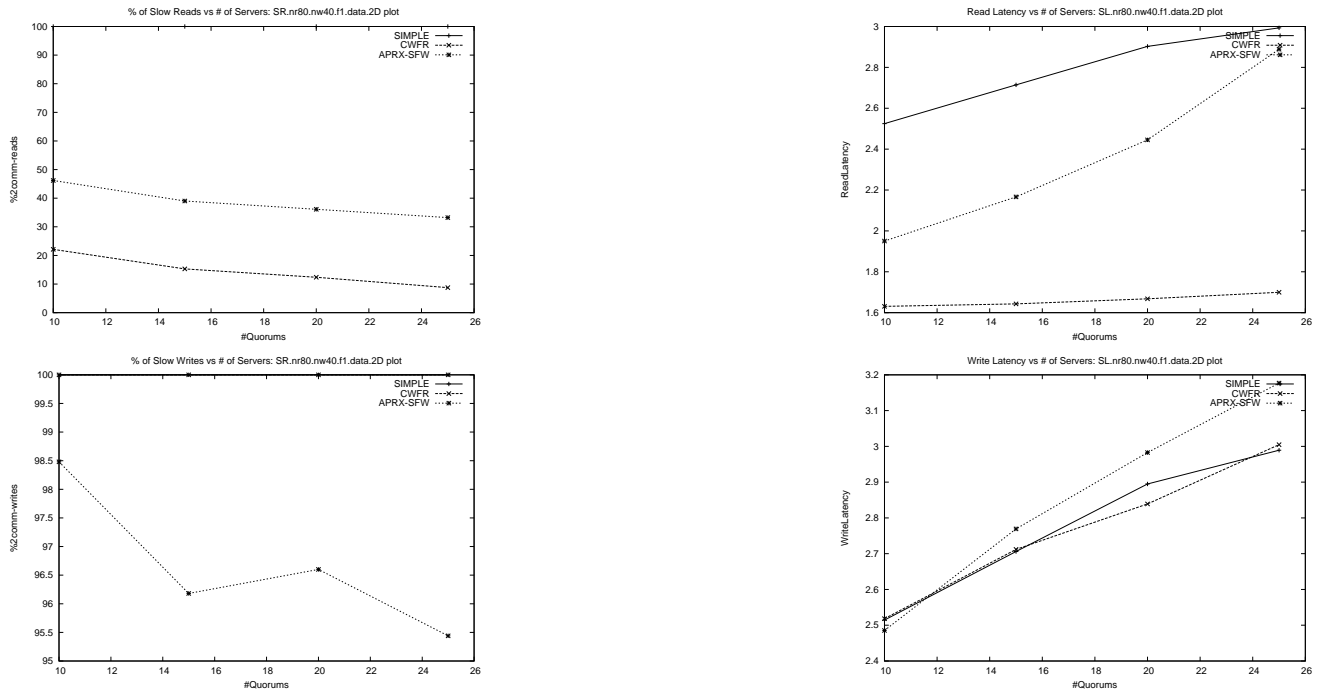 % of Slow Reads vs # of Servers: SR.nr80.nw40.f1.data.2D plot
100
90
80
70
60
50
40
30
20
10
0
%2comm-reads
SIMPLE
CWFR
APRX-SFW
10 12 14 16 18 20 22 24 26
#Quorums
Read Latency vs # of Servers: SL.nr80.nw40.f1.data.2D plot
3
2.8
2.6
2.4
2.2
2
1.8
1.6
ReadLatency
SIMPLE
CWFR
APRX-SFW
10 12 14 16 18 20 22 24 26
#Quorums
% of Slow Writes vs # of Servers: SR.nr80.nw40.f1.data.2D plot
100
99.5
99
98.5
98
97.5
97
96.5
96
95.5
95
%2comm-writes
SIMPLE
CWFR
APRX-SFW
10 12 14 16 18 20 22 24 26
#Quorums
Write Latency vs # of Servers: SL.nr80.nw40.f1.data.2D plot
3.2
3.1
3
2.9
2.8
2.7
2.6
2.5
2.4
WriteLatency
SIMPLE
CWFR
APRX-SFW
10 12 14 16 18 20 22 24 26
#Quorums